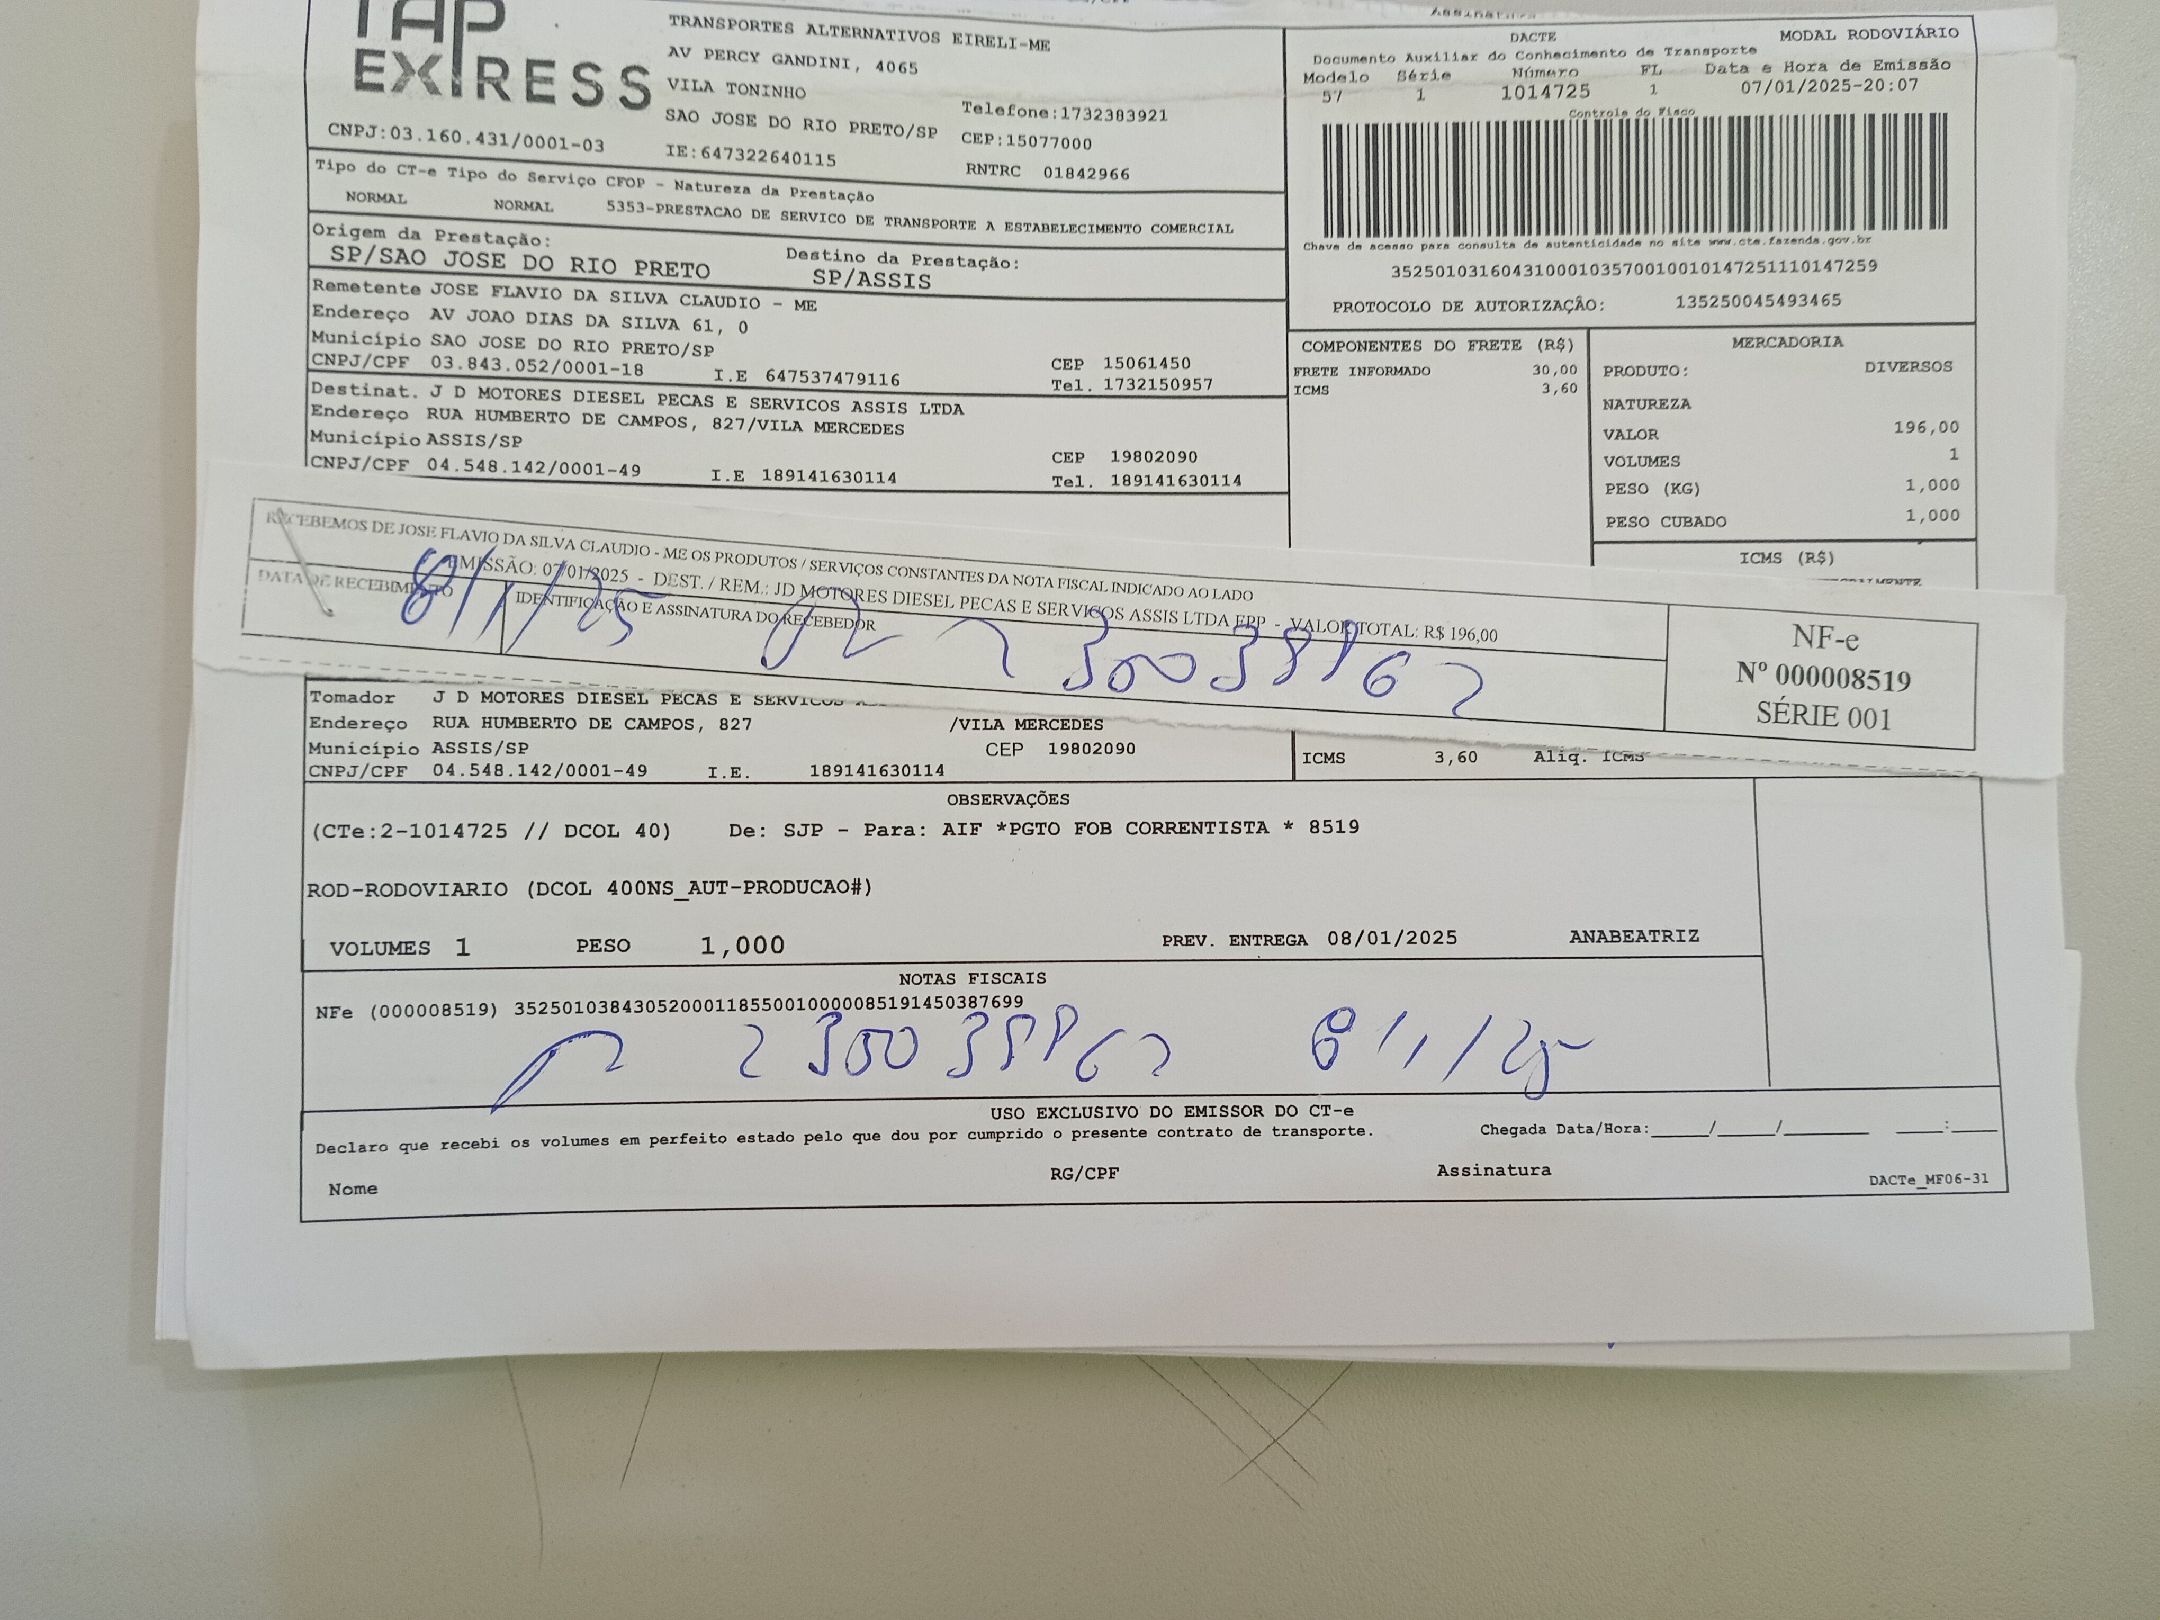 TAP
EXPRESS
TRANSPORTES ALTERNATIVOS EIRELI-ME
AV PERCY GANDINI, 4065
VILA TONINHO
SAO JOSE DO RIO PRETO/SP
Telefone:1732383921
CEP:15077000
CNPJ:03.160.431/0001-03
IE:647322640115
RNTRC 01842966
Assinatura
DACTE
MODAL RODOVIÁRIO
Documento Auxiliar do Conhecimento de Transporte
Modelo Série Número FL Data e Hora de Emissão
57 1 1014725 1 07/01/2025-20:07
Controle do Fisco
Chave de acesso para consulta de autenticidade no site www.cte.fazenda.gov.br
35250103160431000103570010010147251110147259
PROTOCOLO DE AUTORIZAÇÃO: 135250045493465
Tipo do CT-e Tipo do Serviço CFOP - Natureza da Prestação
NORMAL NORMAL 5353-PRESTACAO DE SERVICO DE TRANSPORTE A ESTABELECIMENTO COMERCIAL
Origem da Prestação:
SP/SAO JOSE DO RIO PRETO
Destino da Prestação:
SP/ASSIS
Remetente JOSE FLAVIO DA SILVA CLAUDIO - ME
Endereço AV JOAO DIAS DA SILVA 61, 0
Município SAO JOSE DO RIO PRETO/SP
CEP 15061450
CNPJ/CPF 03.843.052/0001-18 I.E 647537479116 Tel. 1732150957
Destinat. J D MOTORES DIESEL PECAS E SERVICOS ASSIS LTDA
Endereço RUA HUMBERTO DE CAMPOS, 827/VILA MERCEDES
Município ASSIS/SP
CEP 19802090
CNPJ/CPF 04.548.142/0001-49 I.E 189141630114 Tel. 189141630114
COMPONENTES DO FRETE (R$)
FRETE INFORMADO 30,00
ICMS 3,60
MERCADORIA
PRODUTO: DIVERSOS
NATUREZA
VALOR 196,00
VOLUMES 1
PESO (KG) 1,000
PESO CUBADO 1,000
ICMS (R$)
RECEBEMOS DE JOSE FLAVIO DA SILVA CLAUDIO - ME OS PRODUTOS / SERVIÇOS CONSTANTES DA NOTA FISCAL INDICADO AO LADO
EMISSÃO: 07/01/2025 - DEST. / REM.: JD MOTORES DIESEL PECAS E SERVICOS ASSIS LTDA EPP - VALOR TOTAL: R$ 196,00
DATA DE RECEBIMENTO
IDENTIFICAÇÃO E ASSINATURA DO RECEBEDOR
8/1/25
NF-e
Nº 000008519
SÉRIE 001
Tomador J D MOTORES DIESEL PECAS E SERVICOS
Endereço RUA HUMBERTO DE CAMPOS, 827 /VILA MERCEDES
Município ASSIS/SP CEP 19802090
CNPJ/CPF 04.548.142/0001-49 I.E. 189141630114
ICMS 3,60 Aliq. ICMS
OBSERVAÇÕES
(CTe:2-1014725 // DCOL 40) De: SJP - Para: AIF *PGTO FOB CORRENTISTA * 8519
ROD-RODOVIARIO (DCOL 400NS_AUT-PRODUCAO#)
VOLUMES 1 PESO 1,000 PREV. ENTREGA 08/01/2025 ANABEATRIZ
NOTAS FISCAIS
NFe (000008519) 35250103843052000118550010000085191450387699
8/1/25
USO EXCLUSIVO DO EMISSOR DO CT-e
Declaro que recebi os volumes em perfeito estado pelo que dou por cumprido o presente contrato de transporte.
Chegada Data/Hora:____/____/______ ___:___
Nome RG/CPF Assinatura
DACTe_MF06-31